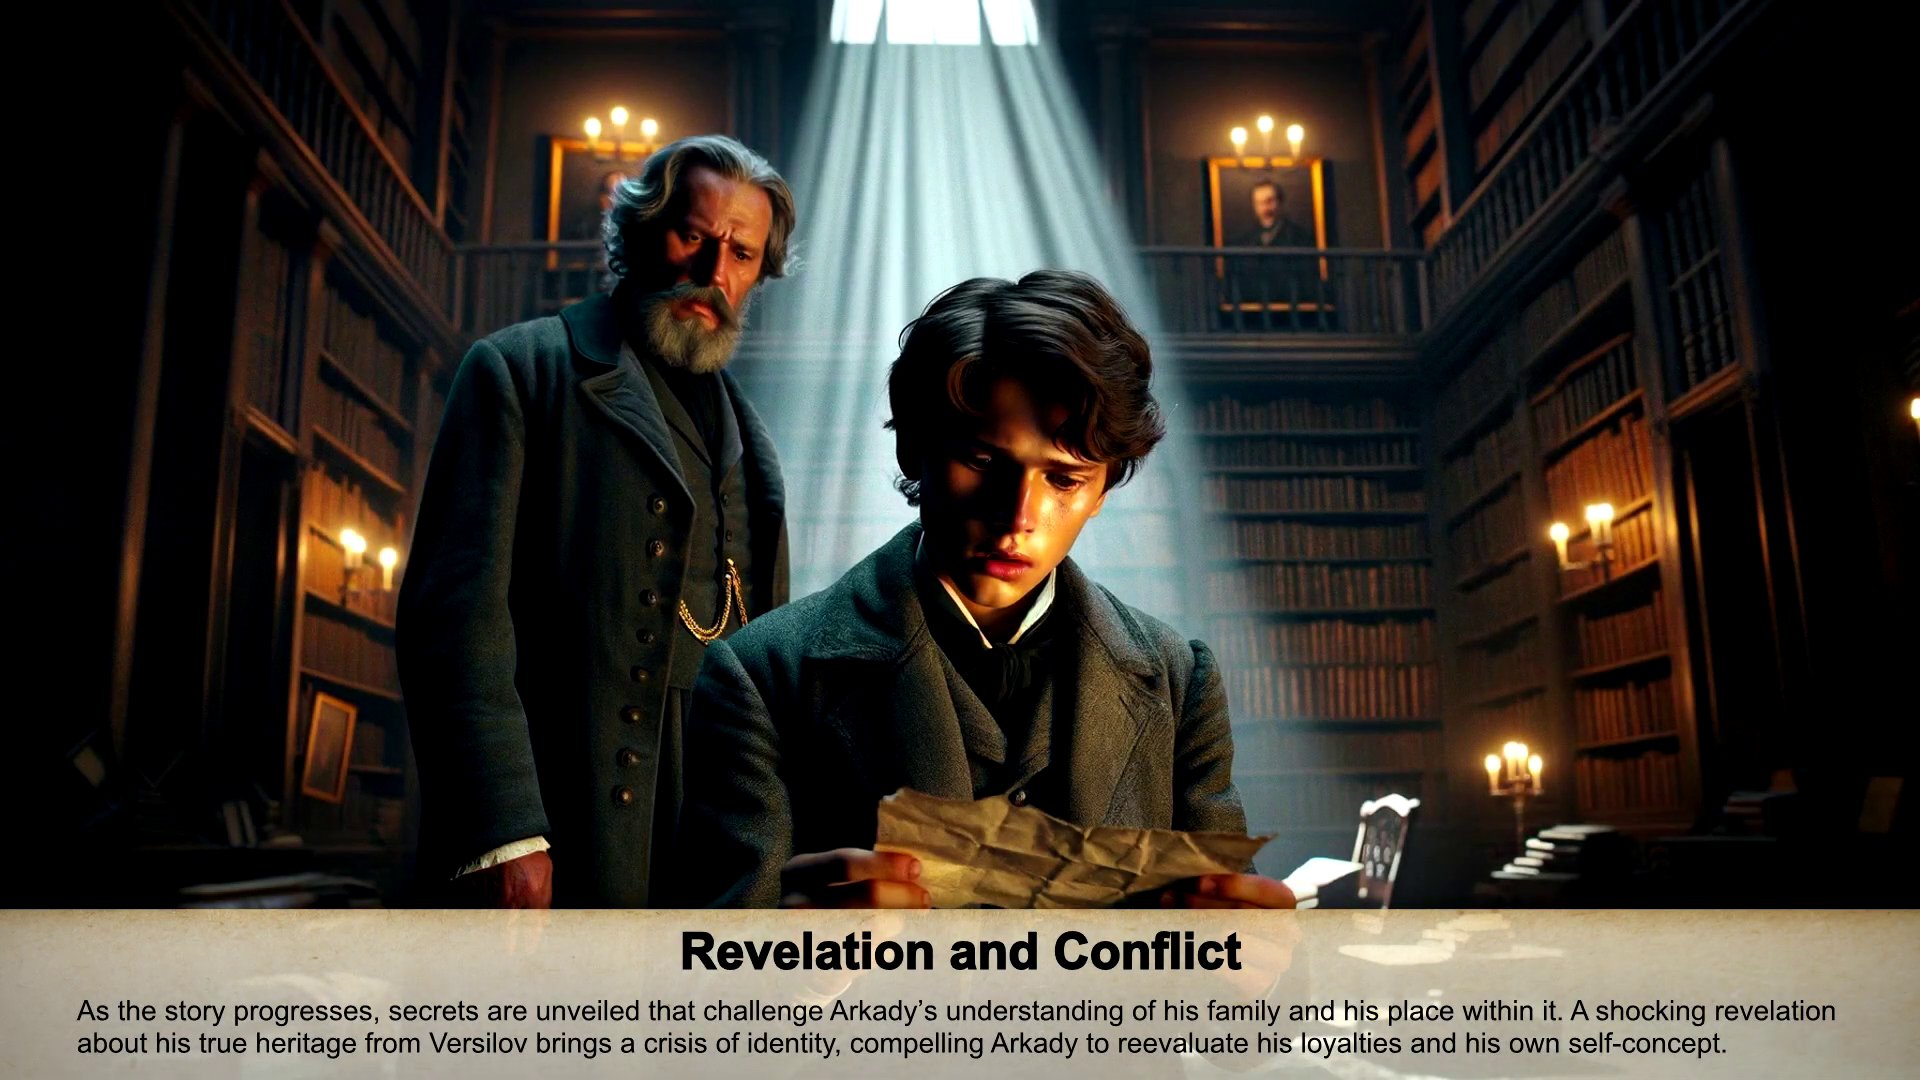 Revelation and Conflict
As the story progresses, secrets are unveiled that challenge Arkady’s understanding of his family and his place within it. A shocking revelation
about his true heritage from Versilov brings a crisis of identity, compelling Arkady to reevaluate his loyalties and his own self-concept.